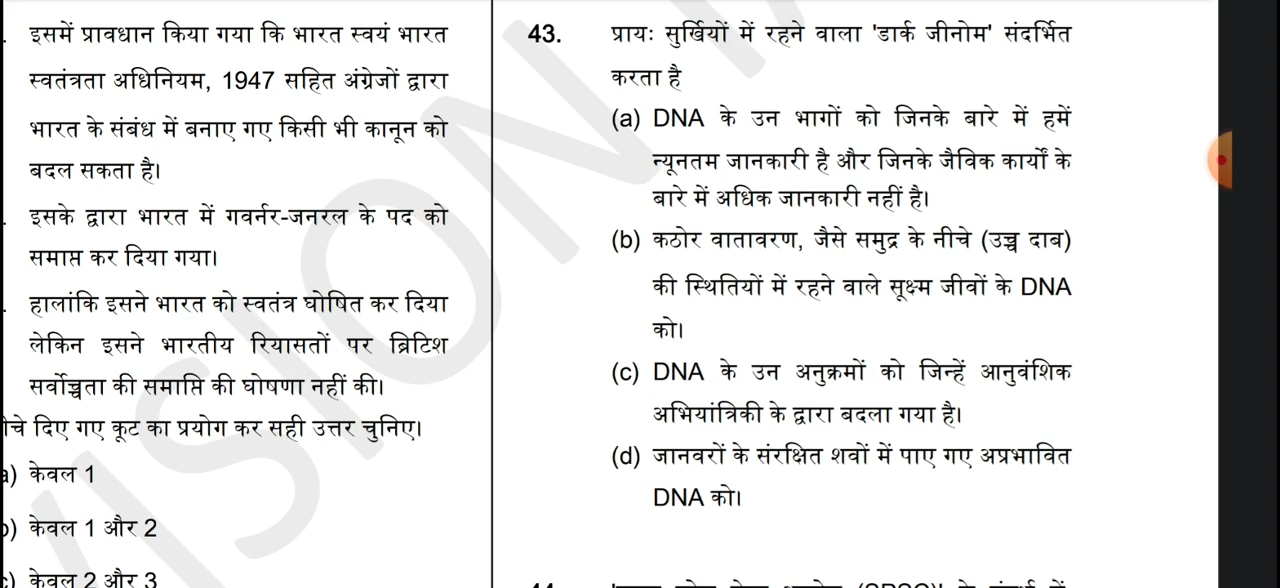 इसमें प्रावधान किया गया कि भारत स्वयं भारत
स्वतंत्रता अधिनियम, 1947 सहित अंग्रेजों द्वारा
भारत के संबंध में बनाए गए किसी भी कानून को
बदल सकता है।
इसके द्वारा भारत में गवर्नर-जनरल के पद को
समाप्त कर दिया गया।
हालांकि इसने भारत को स्वतंत्र घोषित कर दिया
लेकिन इसने भारतीय रियासतों पर ब्रिटिश
सर्वोच्चता की समाप्ति की घोषणा नहीं की।
दिए गए कूट का प्रयोग कर सही उत्तर चुनिए।
केवल 1
केवल 1 और 2
केवल 2 और 3
43. प्रायः सुर्खियों में रहने वाला 'डार्क जीनोम' संदर्भित
करता है
(a) DNA के उन भागों को जिनके बारे में हमें
न्यूनतम जानकारी है और जिनके जैविक कार्यों के
बारे में अधिक जानकारी नहीं है।
(b) कठोर वातावरण, जैसे समुद्र के नीचे (उच्च दाब)
की स्थितियों में रहने वाले सूक्ष्म जीवों के DNA
को।
(c) DNA के उन अनुक्रमों को जिन्हें आनुवंशिक
अभियांत्रिकी के द्वारा बदला गया है।
(d) जानवरों के संरक्षित शवों में पाए गए अप्रभावित
DNA को।
VISION